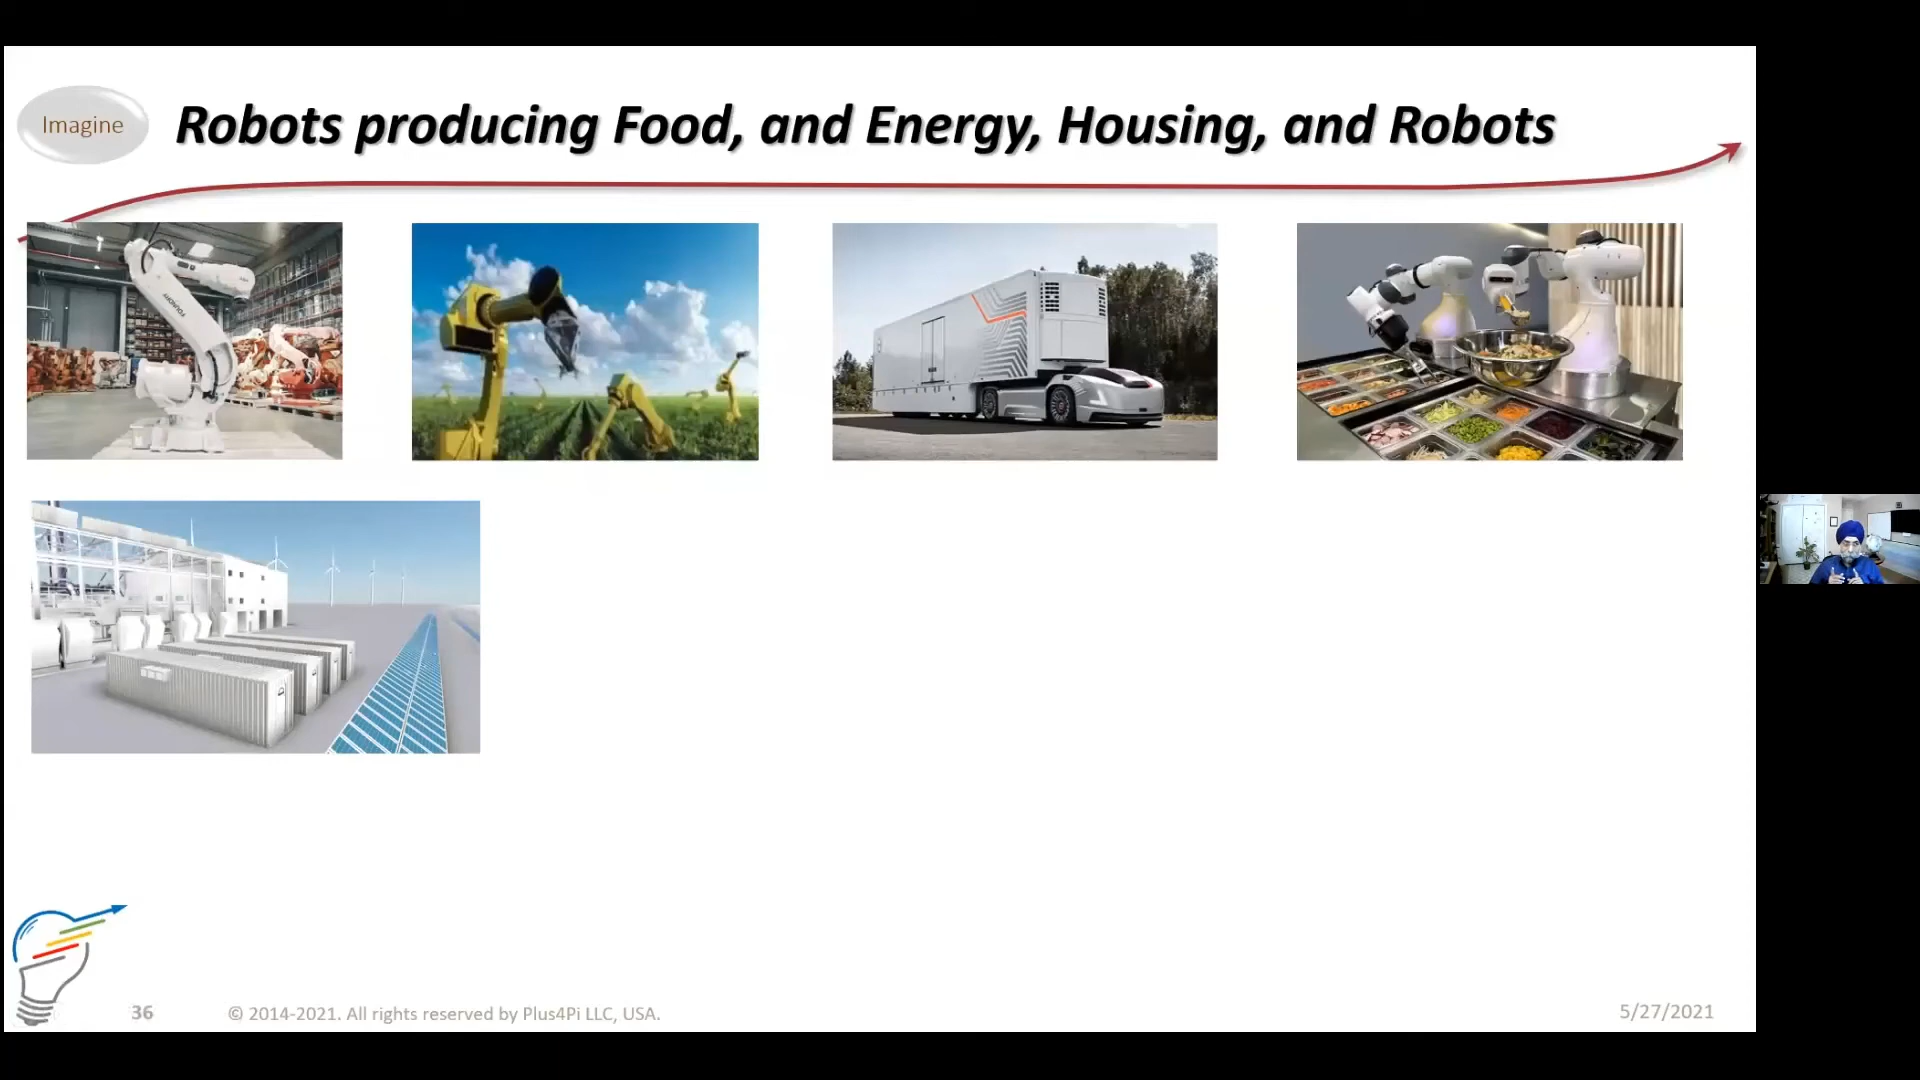 Imagine
Robots producing Food, and Energy, Housing, and Robots
36
© 2014-2021. All rights reserved by Plus4Pi LLC, USA.
5/27/2021